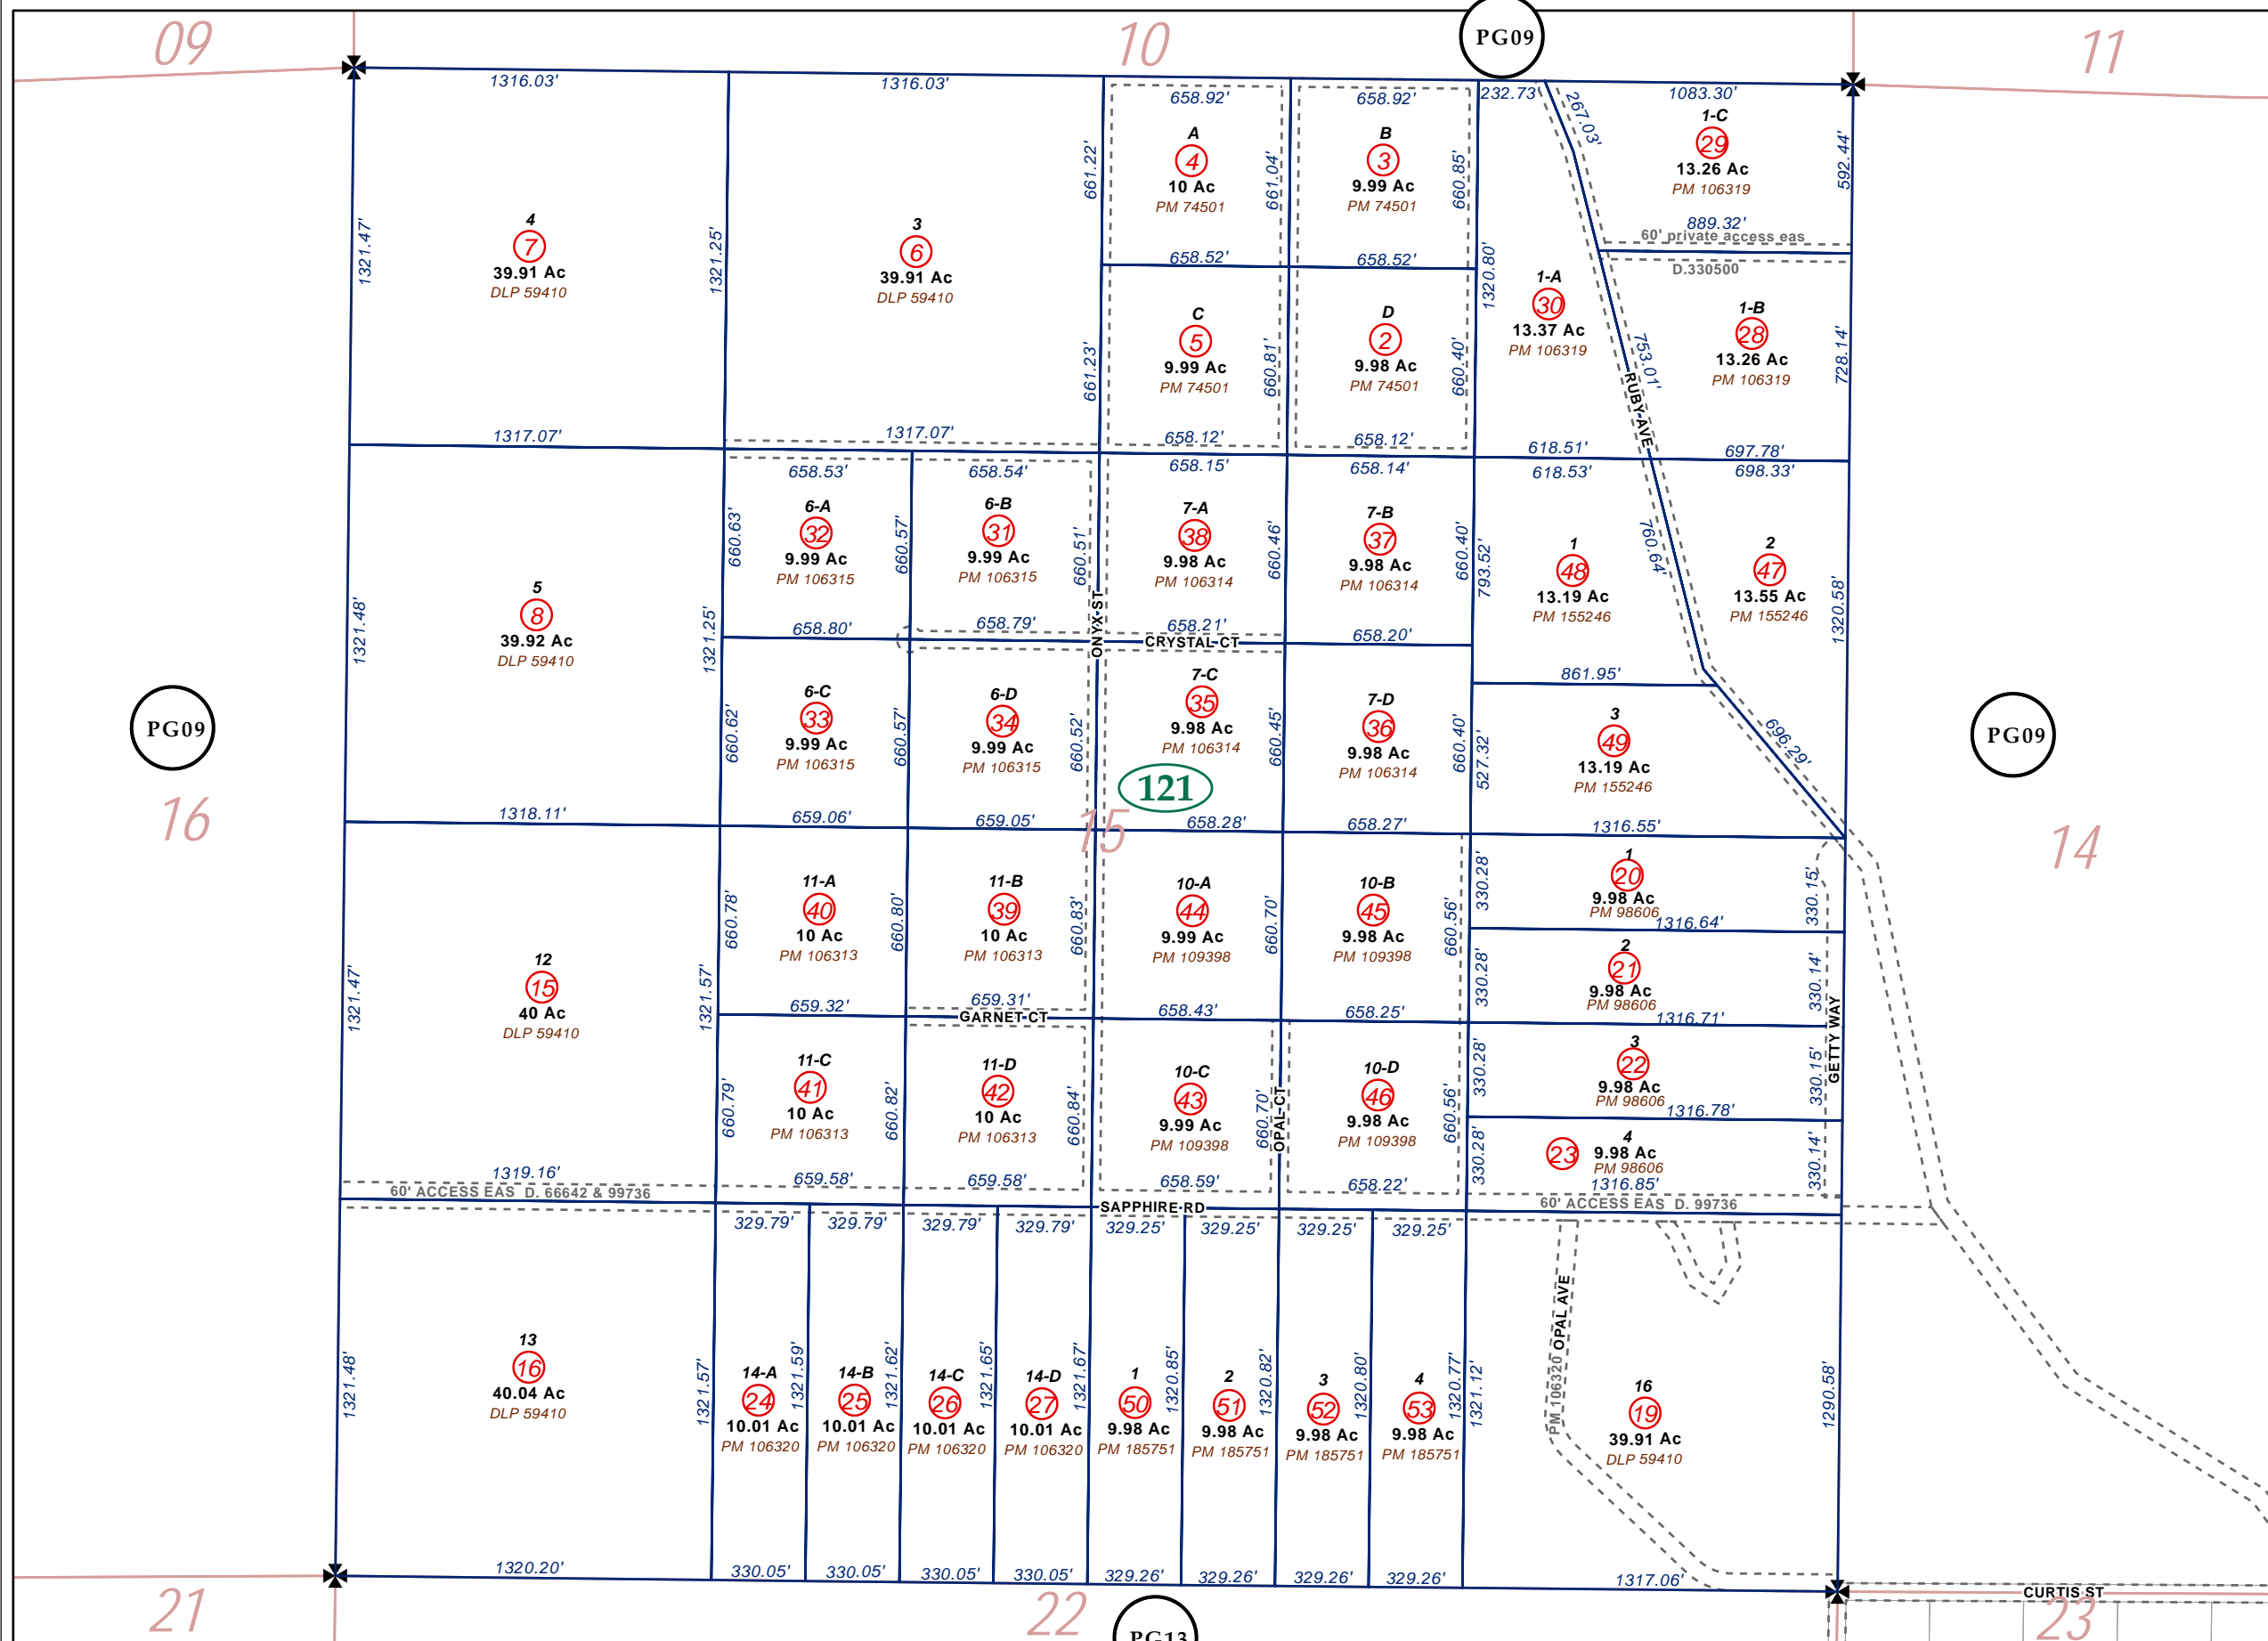 09
10
PG09
11
1316.03'
1316.03'
658.92'
658.92'
232.73'
267.03'
1083.30'
1321.47'
4
7
39.91 Ac
DLP 59410
1321.25'
3
6
39.91 Ac
DLP 59410
661.22'
A
4
10 Ac
PM 74501
661.04'
B
3
9.99 Ac
PM 74501
660.85'
1-C
29
13.26 Ac
PM 106319
592.44'
889.32'
60' private access eas
D.330500
658.52'
658.52'
1320.80'
1-A
30
13.37 Ac
PM 106319
661.23'
C
5
9.99 Ac
PM 74501
660.81'
D
2
9.98 Ac
PM 74501
660.40'
753.01'
RUBY AVE
1-B
28
13.26 Ac
PM 106319
728.14'
1317.07'
1317.07'
658.12'
658.12'
618.51'
697.78'
658.53'
658.54'
658.15'
658.14'
618.53'
698.33'
1321.48'
5
8
39.92 Ac
DLP 59410
1321.25'
660.63'
6-A
32
9.99 Ac
PM 106315
660.57'
6-B
31
9.99 Ac
PM 106315
660.51'
ONYX ST
7-A
38
9.98 Ac
PM 106314
660.46'
7-B
37
9.98 Ac
PM 106314
660.40'
793.52'
1
48
13.19 Ac
PM 155246
760.64'
2
47
13.55 Ac
PM 155246
1320.58'
658.80'
658.79'
658.21'
658.20'
CRYSTAL CT
861.95'
660.62'
6-C
33
9.99 Ac
PM 106315
660.57'
6-D
34
9.99 Ac
PM 106315
660.52'
7-C
35
9.98 Ac
PM 106314
660.45'
7-D
36
9.98 Ac
PM 106314
660.40'
527.32'
3
49
13.19 Ac
PM 155246
696.29'
PG09
PG09
121
16
15
14
1318.11'
659.06'
659.05'
658.28'
658.27'
1316.55'
1321.47'
12
15
40 Ac
DLP 59410
1321.57'
660.78'
11-A
40
10 Ac
PM 106313
660.80'
11-B
39
10 Ac
PM 106313
660.83'
10-A
44
9.99 Ac
PM 109398
660.70'
10-B
45
9.98 Ac
PM 109398
660.56'
330.28'
1
20
9.98 Ac
PM 98606
1316.64'
330.15'
330.28'
2
21
9.98 Ac
PM 98606
1316.71'
330.14'
GETTY WAY
659.32'
659.31'
GARNET CT
658.43'
658.25'
660.79'
11-C
41
10 Ac
PM 106313
660.82'
11-D
42
10 Ac
PM 106313
660.84'
10-C
43
9.99 Ac
PM 109398
660.70'
OPAL CT
10-D
46
9.98 Ac
PM 109398
660.56'
330.28'
3
22
9.98 Ac
PM 98606
1316.78'
330.15'
330.28'
23
4
9.98 Ac
PM 98606
1316.85'
330.14'
1319.16'
659.58'
659.58'
658.59'
658.22'
60' ACCESS EAS D. 66642 & 99736
SAPPHIRE RD
60' ACCESS EAS D. 99736
329.79'
329.79'
329.79'
329.79'
329.25'
329.25'
329.25'
329.25'
1321.48'
13
16
40.04 Ac
DLP 59410
1321.57'
14-A
24
10.01 Ac
PM 106320
1321.59'
14-B
25
10.01 Ac
PM 106320
1321.62'
14-C
26
10.01 Ac
PM 106320
1321.65'
14-D
27
10.01 Ac
PM 106320
1321.67'
1
50
9.98 Ac
PM 185751
1320.85'
2
51
9.98 Ac
PM 185751
1320.82'
3
52
9.98 Ac
PM 185751
1320.80'
4
53
9.98 Ac
PM 185751
1320.77'
1321.12'
PM 106320
OPAL AVE
16
19
39.91 Ac
DLP 59410
1290.58'
1320.20'
330.05'
330.05'
330.05'
330.05'
329.26'
329.26'
329.26'
329.26'
1317.06'
CURTIS ST
21
22
23
PG13